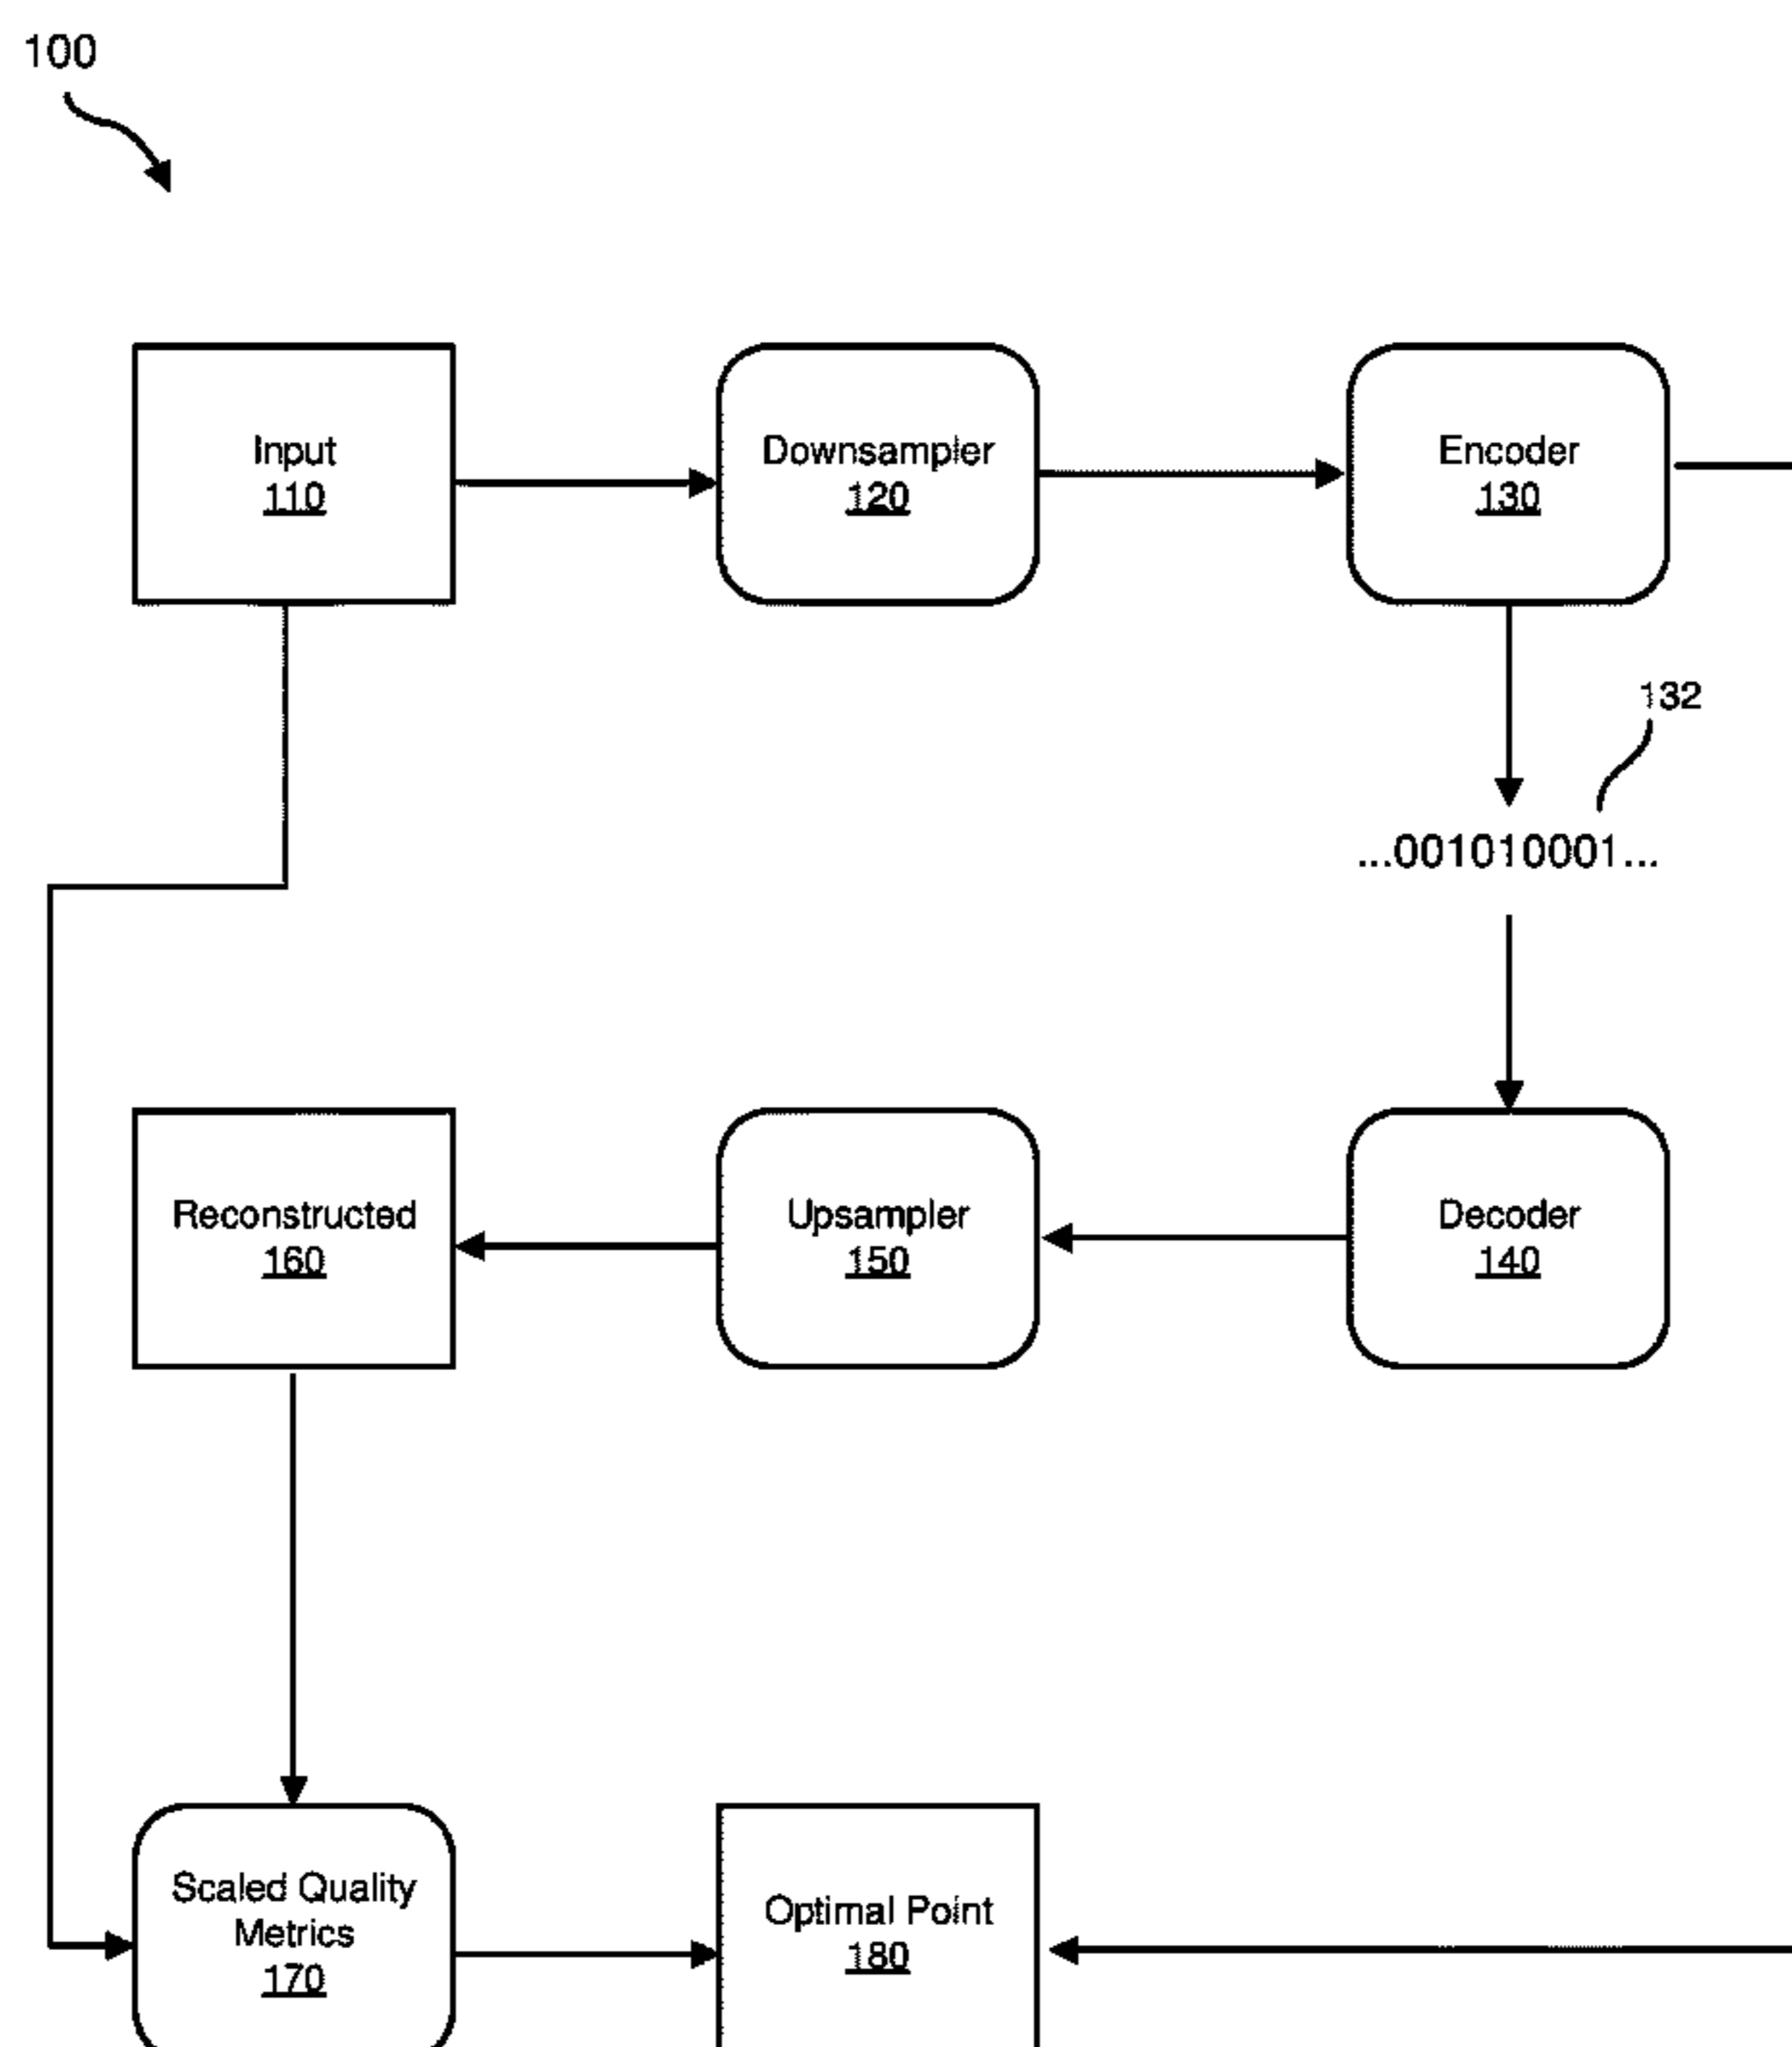 100
Input
110
Downsampler
120
Encoder
130
132
...001010001...
Reconstructed
160
Upsampler
150
Decoder
140
Scaled Quality
Metrics
170
Optimal Point
180